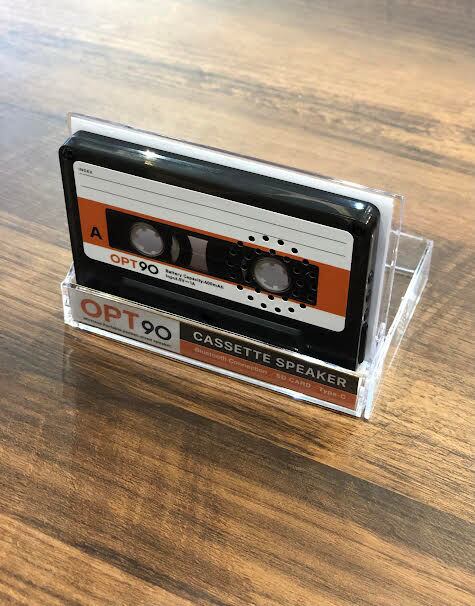 INDEX
A
OPT90
Battery Capacity:400mAh
Input:5V⎓1A
OPT90
CASSETTE SPEAKER
Bluetooth Connection SD CARD Type-C